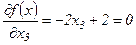 ∂f(x)/∂x₃ = −2x₃ + 2 = 0